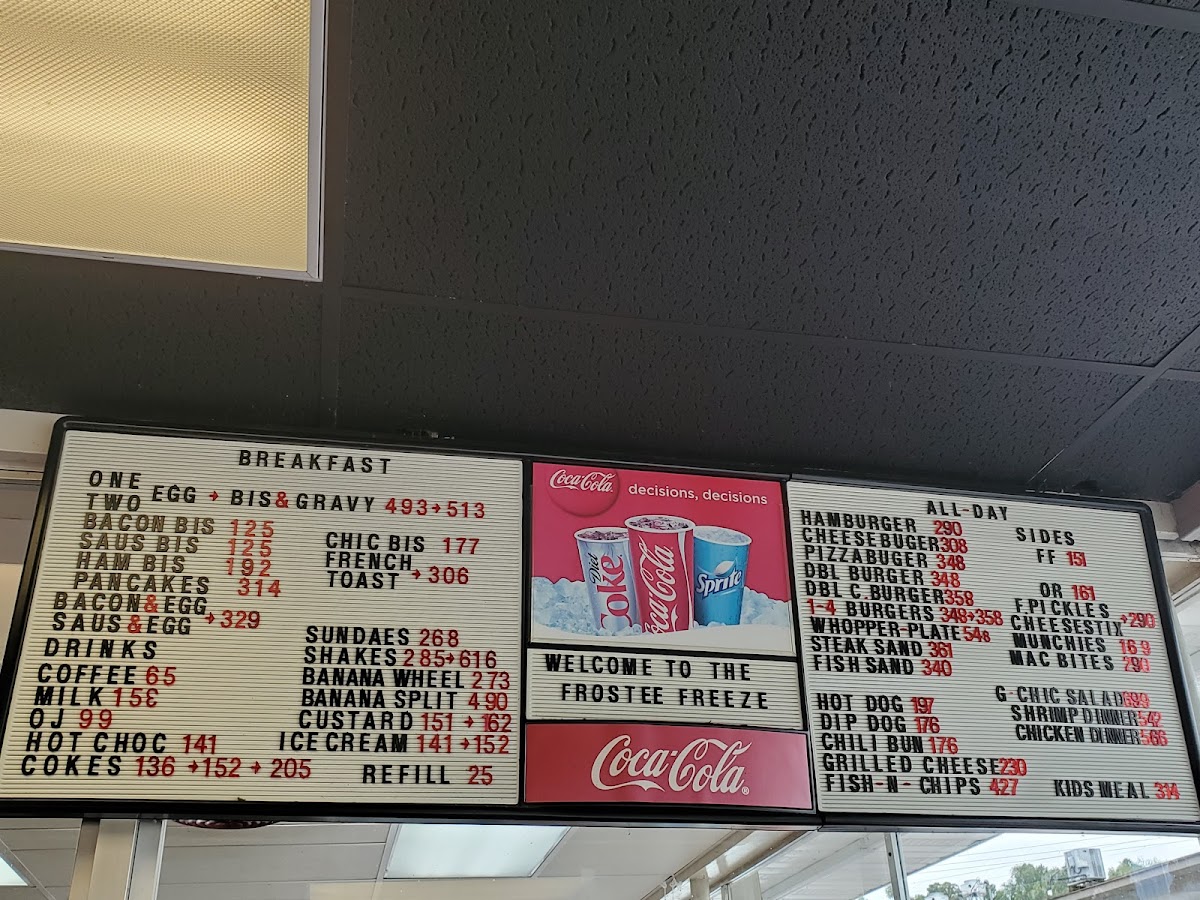 BREAKFAST
ONE
TWO EGG → BIS & GRAVY 493→513
BACON BIS 125
SAUS BIS 125
HAM BIS 192
PANCAKES 314
BACON & EGG
SAUS & EGG →329
CHIC BIS 177
FRENCH
TOAST →306
DRINKS
COFFEE 65
MILK 15Ɛ
OJ 99
HOT CHOC 141
COKES 136 →152 → 205
SUNDAES 268
SHAKES 285→616
BANANA WHEEL 273
BANANA SPLIT 490
CUSTARD 151 → 162
ICE CREAM 141→152
REFILL 25
Coca-Cola
decisions, decisions
Diet Coke
Coca-Cola
Sprite
WELCOME TO THE
FROSTEE FREEZE
Coca-Cola®
ALL-DAY
HAMBURGER 290
CHEESEBUGER 308
PIZZABUGER 348
DBL BURGER 348
DBL C.BURGER 358
1-4 BURGERS 348→358
WHOPPER-PLATE 548
STEAK SAND 361
FISH SAND 340
HOT DOG 197
DIP DOG 176
CHILI BUN 176
GRILLED CHEESE 230
FISH-N-CHIPS 427
SIDES
FF 151
OR 161
F.PICKLES
CHEESESTIX →290
MUNCHIES 169
MAC BITES 290
G-CHIC SALAD 699
SHRIMP DINNER 542
CHICKEN DINNER 566
KIDS MEAL 314